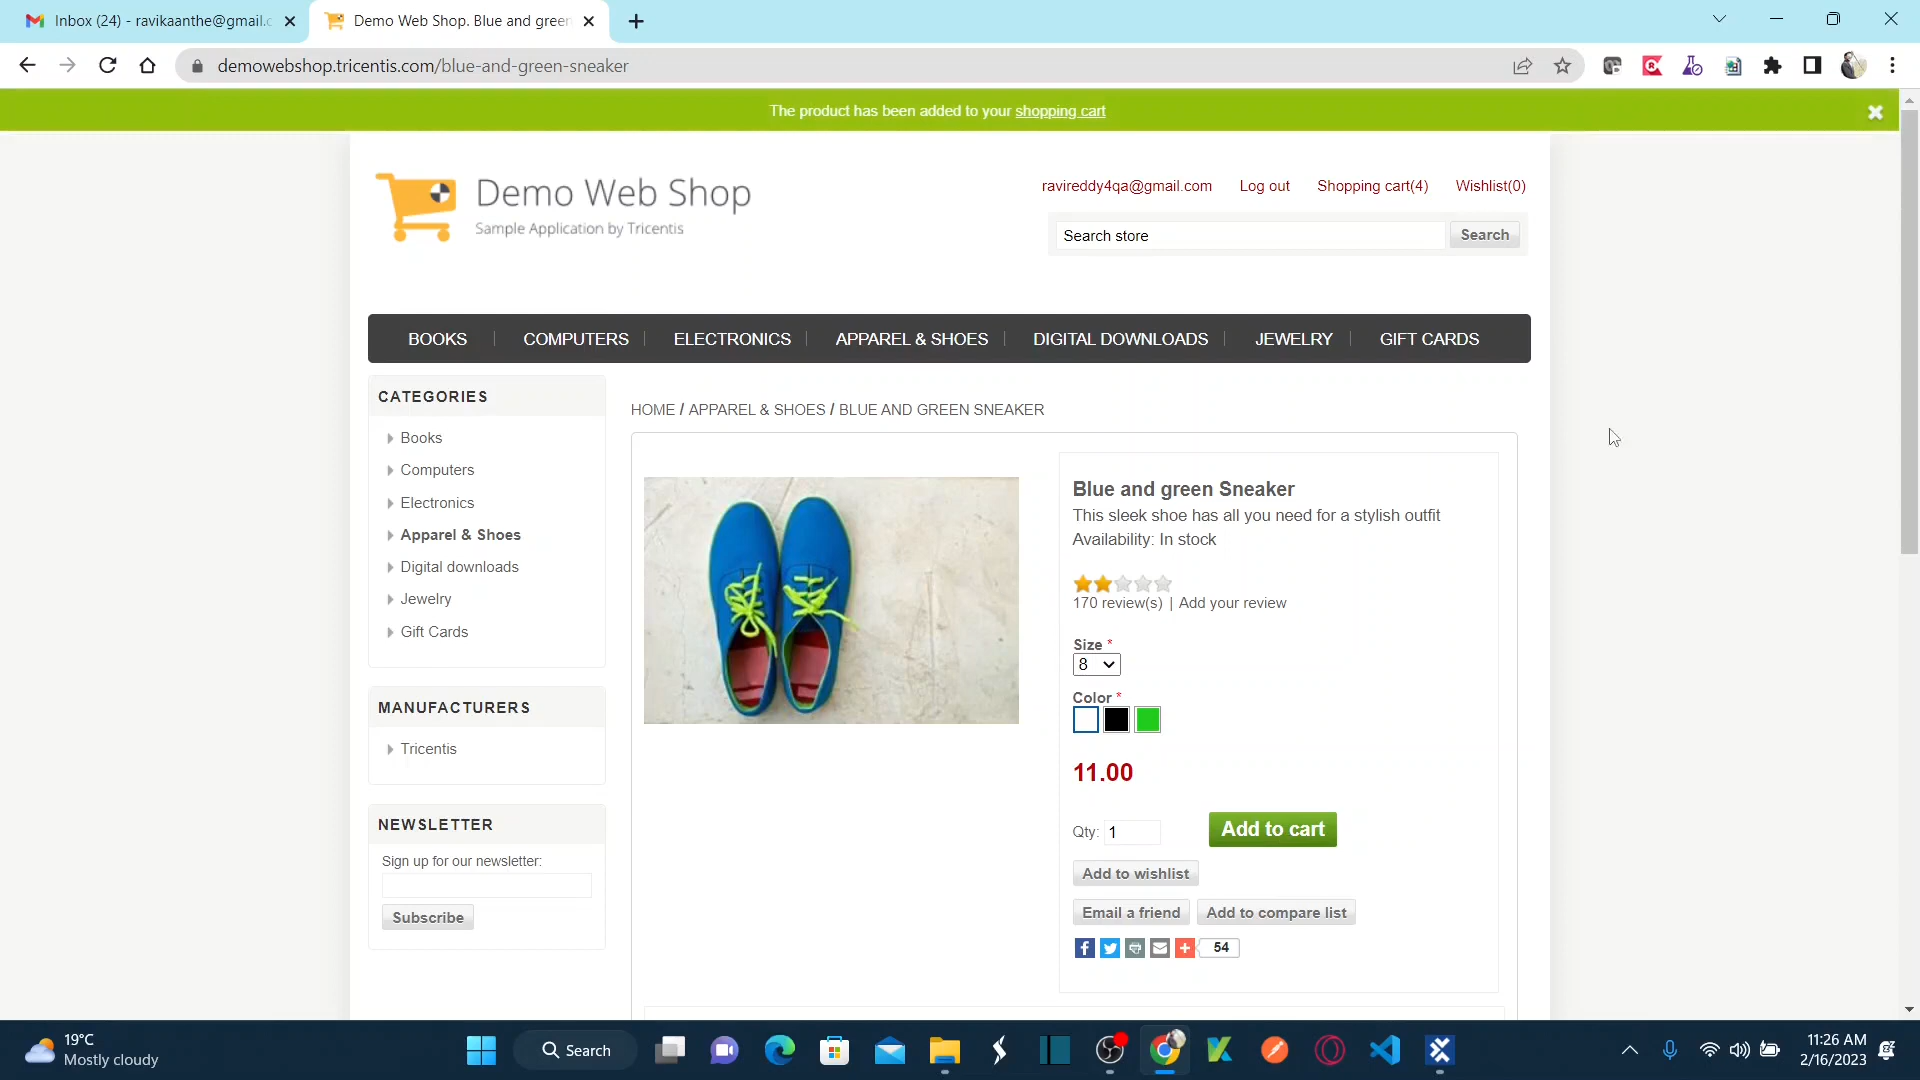 Inbox (24) - ravikaanthe@gmail.c
Demo Web Shop. Blue and green
demowebshop.tricentis.com/blue-and-green-sneaker
The product has been added to your shopping cart
Demo Web Shop
Sample Application by Tricentis
ravireddy4qa@gmail.com Log out Shopping cart(4) Wishlist(0)
Search store Search
BOOKS COMPUTERS ELECTRONICS APPAREL & SHOES DIGITAL DOWNLOADS JEWELRY GIFT CARDS
CATEGORIES
Books
Computers
Electronics
Apparel & Shoes
Digital downloads
Jewelry
Gift Cards
MANUFACTURERS
Tricentis
NEWSLETTER
Sign up for our newsletter:
Subscribe
HOME / APPAREL & SHOES / BLUE AND GREEN SNEAKER
Blue and green Sneaker
This sleek shoe has all you need for a stylish outfit
Availability: In stock
170 review(s) | Add your review
Size *
8
Color *
11.00
Qty: 1 Add to cart
Add to wishlist
Email a friend Add to compare list
54
19°C
Mostly cloudy
Search
11:26 AM
2/16/2023